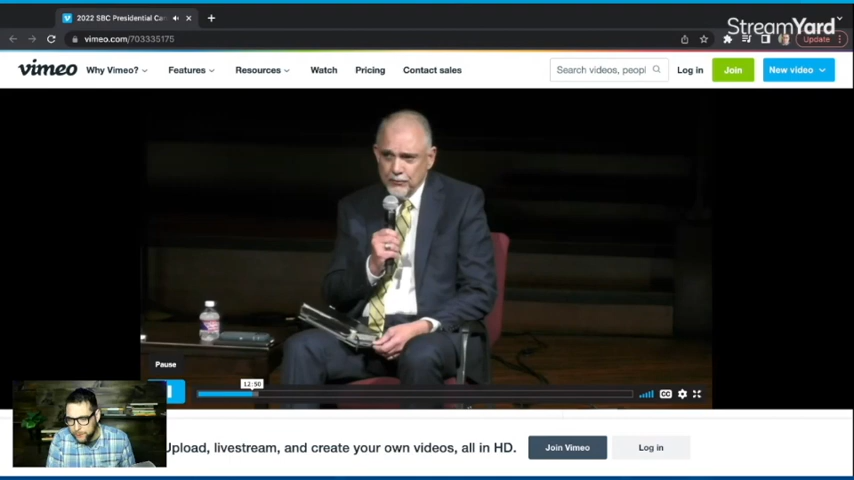 2022 SBC Presidential Can
StreamYard
vimeo.com/703335175
Update
vimeo
Why Vimeo?
Features
Resources
Watch
Pricing
Contact sales
Search videos, peopl
Log in
Join
New video
Pause
12:50
CC
Upload, livestream, and create your own videos, all in HD.
Join Vimeo
Log in